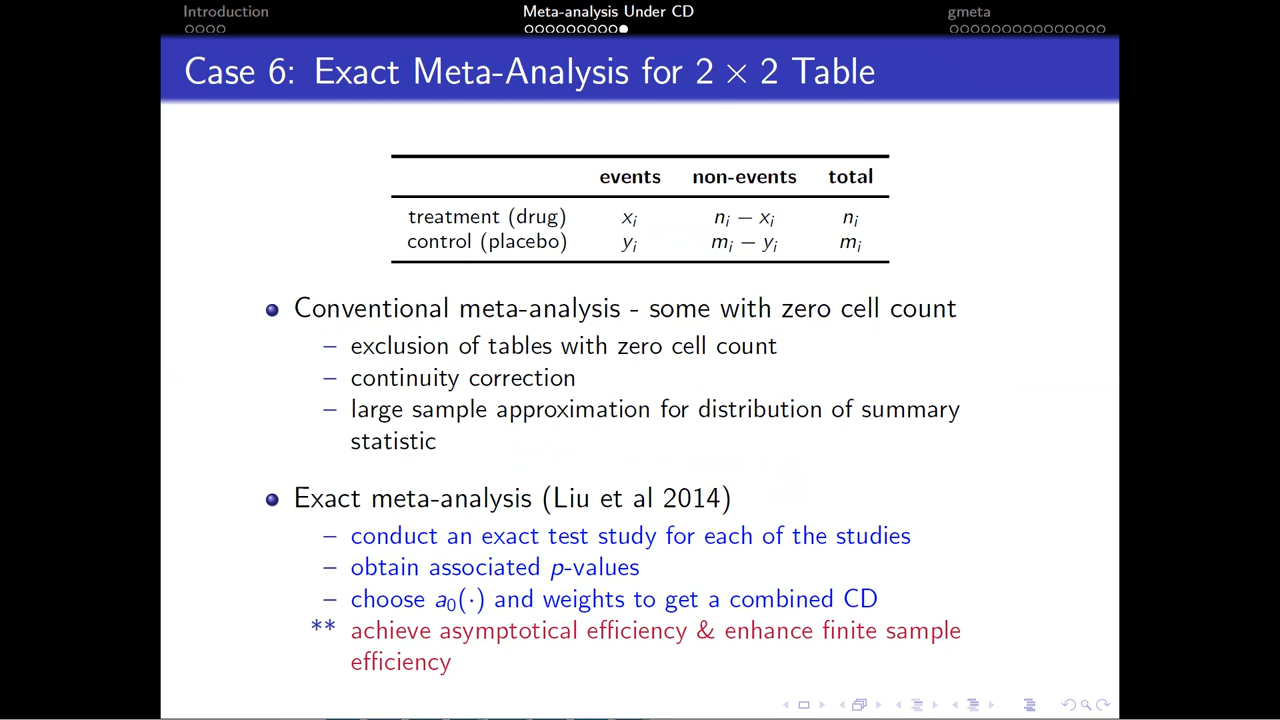 Introduction Meta-analysis Under CD gmeta
Case 6: Exact Meta-Analysis for 2 × 2 Table
events non-events total
treatment (drug) xᵢ nᵢ − xᵢ nᵢ
control (placebo) yᵢ mᵢ − yᵢ mᵢ
Conventional meta-analysis - some with zero cell count
– exclusion of tables with zero cell count
– continuity correction
– large sample approximation for distribution of summary
statistic
Exact meta-analysis (Liu et al 2014)
– conduct an exact test study for each of the studies
– obtain associated p-values
– choose a₀(·) and weights to get a combined CD
** achieve asymptotical efficiency & enhance finite sample
efficiency